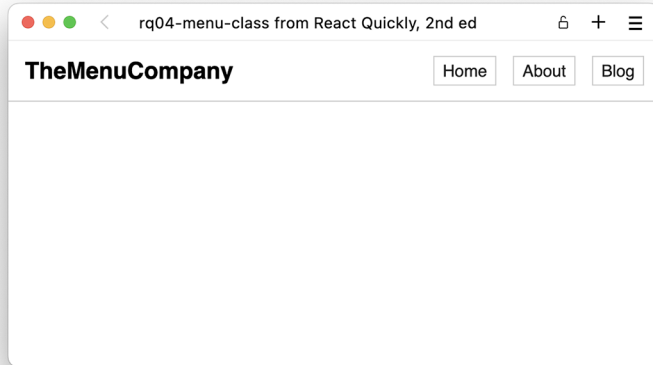 rq04-menu-class from React Quickly, 2nd ed
TheMenuCompany Home About Blog